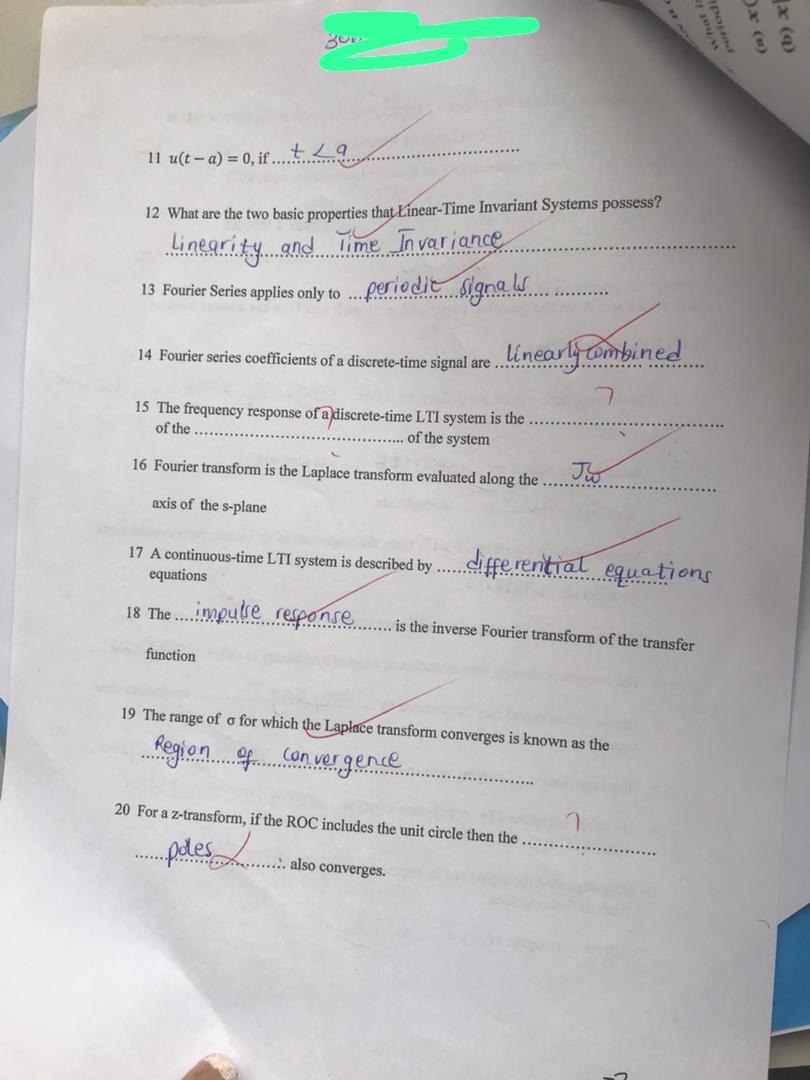 x (q)
)x (a)
What i
period
11 u(t − a) = 0, if ... t < a ...
12 What are the two basic properties that Linear-Time Invariant Systems possess?
Linearity and Time Invariance
13 Fourier Series applies only to ... periodic signals ...
14 Fourier series coefficients of a discrete-time signal are ... linearly combined ...
?
15 The frequency response of a discrete-time LTI system is the ...
of the ... of the system
16 Fourier transform is the Laplace transform evaluated along the ... Jw ...
axis of the s-plane
17 A continuous-time LTI system is described by ... differential equations
equations
18 The ... impulse response ... is the inverse Fourier transform of the transfer
function
19 The range of σ for which the Laplace transform converges is known as the
Region of convergence
?
20 For a z-transform, if the ROC includes the unit circle then the ...
... poles ... also converges.